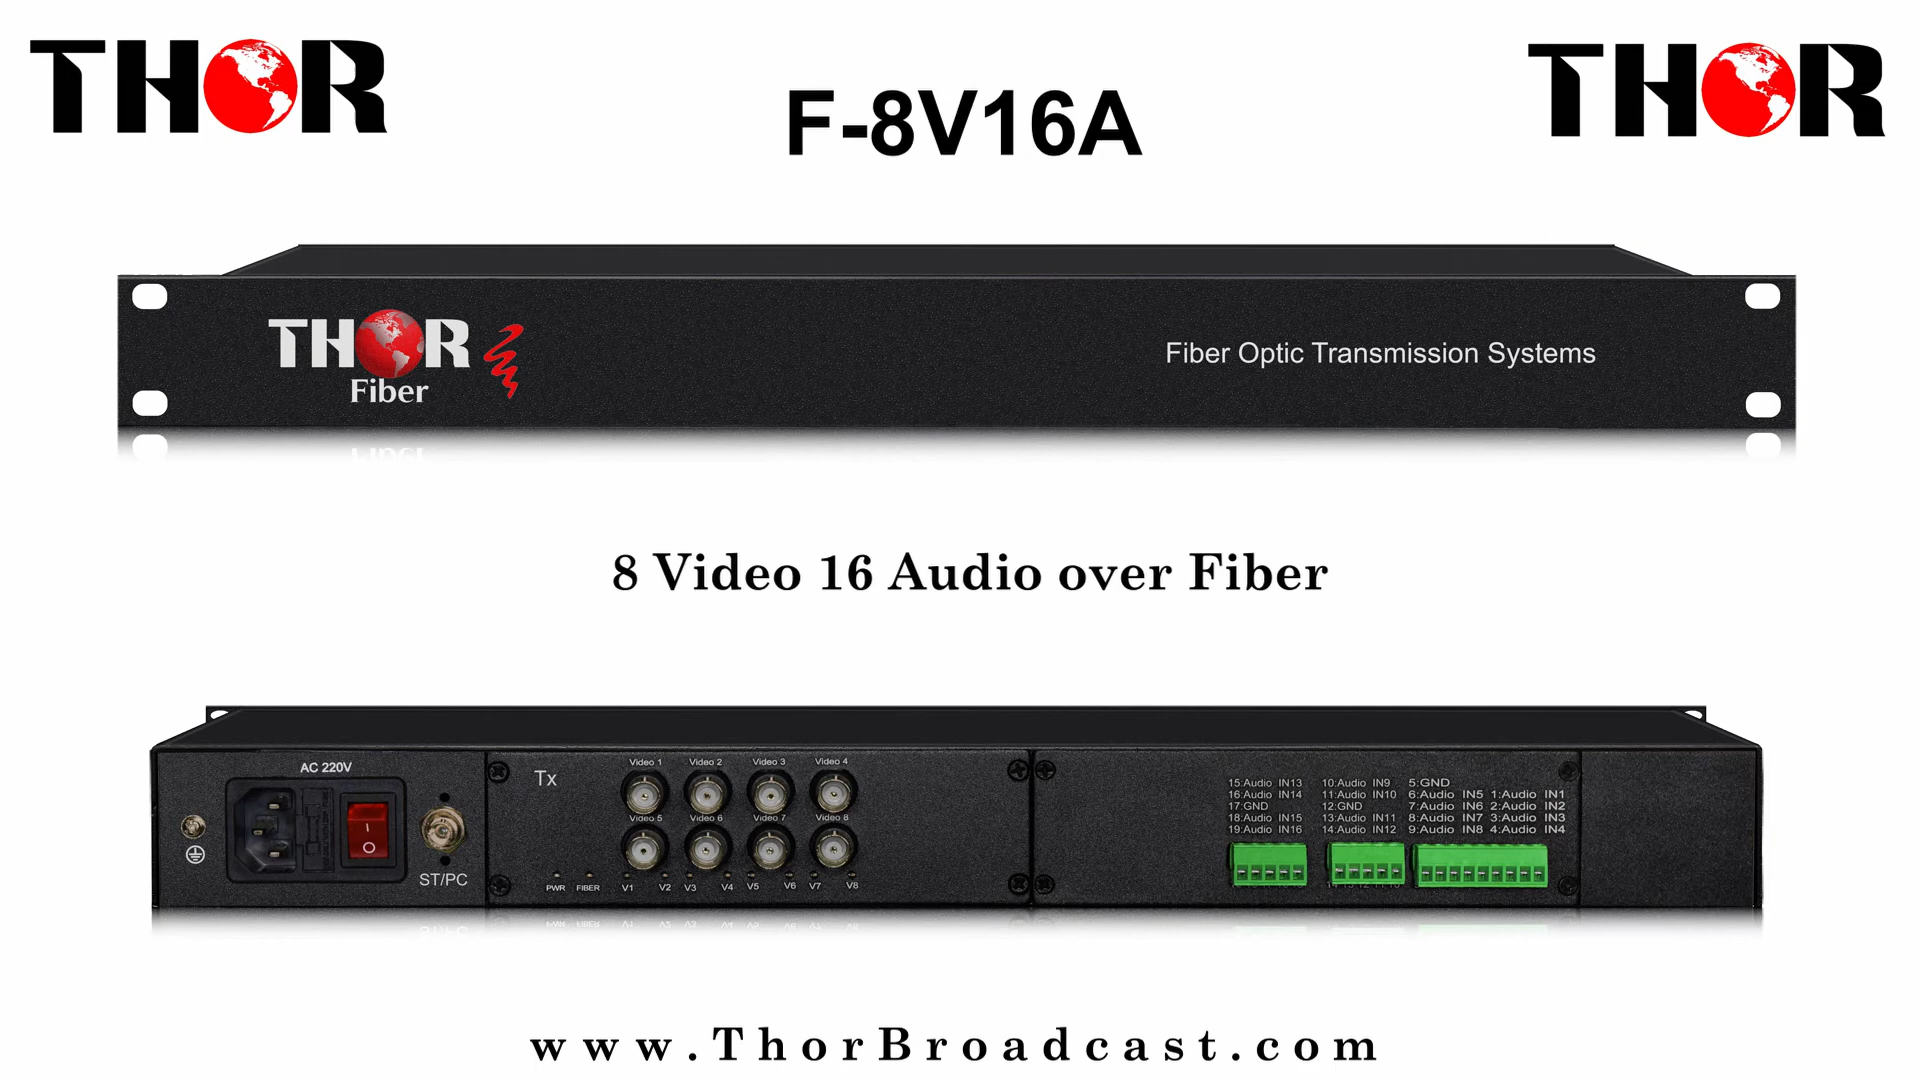 THOR
THOR
F-8V16A
THOR
Fiber
Fiber Optic Transmission Systems
8 Video 16 Audio over Fiber
AC 220V
ST/PC
Tx
Video 1 Video 2 Video 3 Video 4
Video 5 Video 6 Video 7 Video 8
PWR FIBER V1 V2 V3 V4 V5 V6 V7 V8
15:Audio IN13 10:Audio IN9 5:GND
16:Audio IN14 11:Audio IN10 6:Audio IN5 1:Audio IN1
17:GND 12:GND 7:Audio IN6 2:Audio IN2
18:Audio IN15 13:Audio IN11 8:Audio IN7 3:Audio IN3
19:Audio IN16 14:Audio IN12 9:Audio IN8 4:Audio IN4
www.ThorBroadcast.com